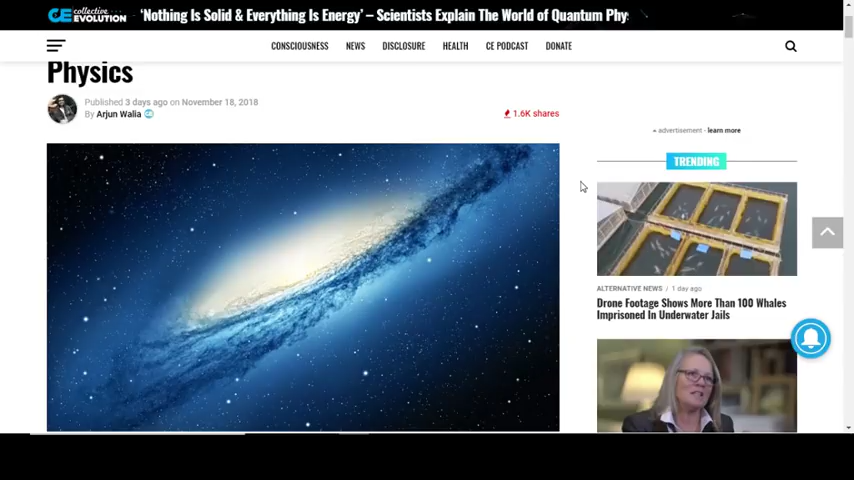 CE collective EVOLUTION 'Nothing Is Solid & Everything Is Energy' – Scientists Explain The World of Quantum Phy
CONSCIOUSNESS NEWS DISCLOSURE HEALTH CE PODCAST DONATE
Physics
Published 3 days ago on November 18, 2018
By Arjun Walia CE
1.6K shares
- advertisement - learn more
TRENDING
ALTERNATIVE NEWS / 1 day ago
Drone Footage Shows More Than 100 Whales
Imprisoned In Underwater Jails